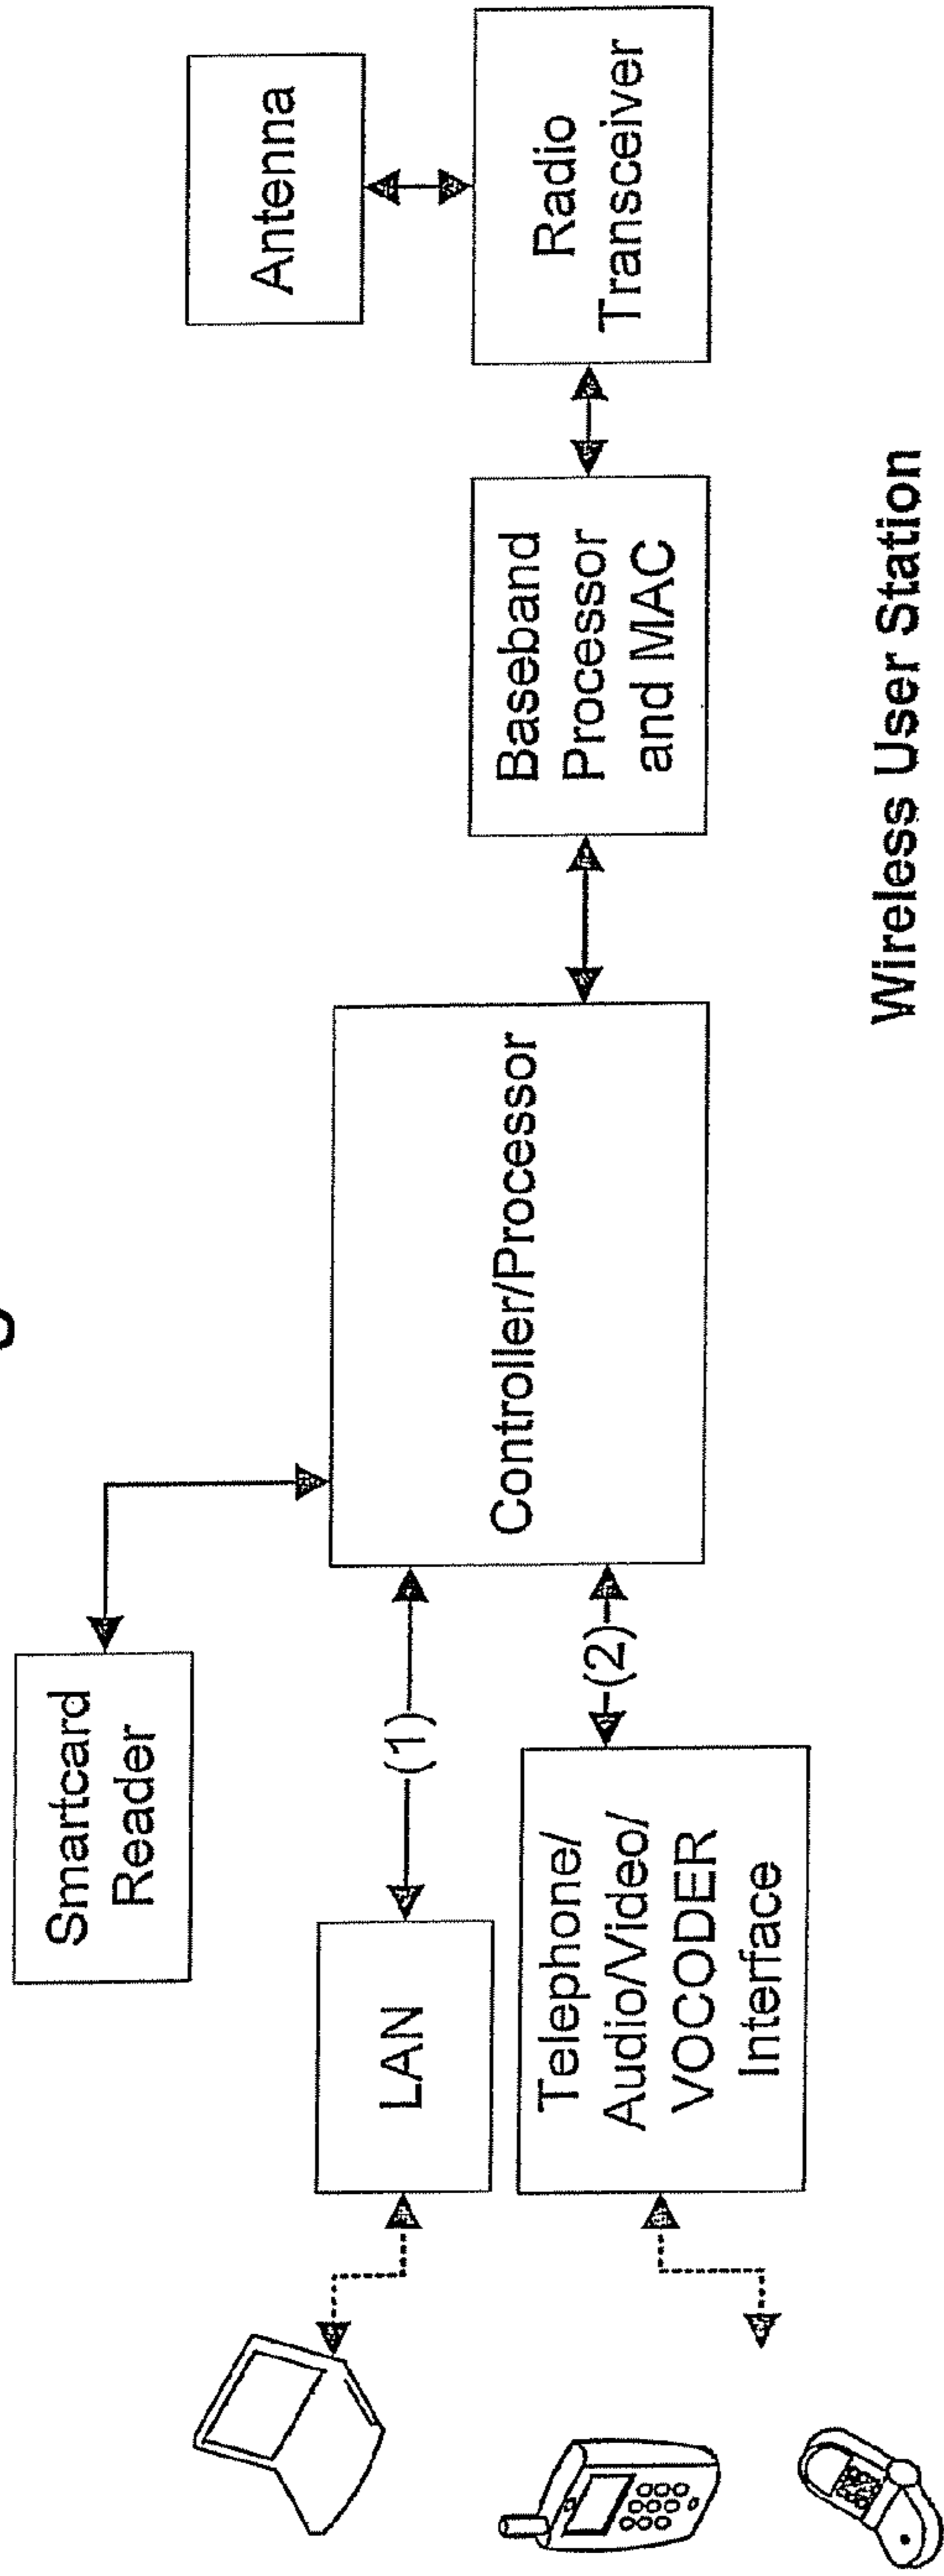 Smartcard
Reader
Antenna
LAN
(1)
Controller/Processor
Telephone/
Audio/Video/
VOCODER
Interface
(2)
Baseband
Processor
and MAC
Radio
Transceiver
Wireless User Station